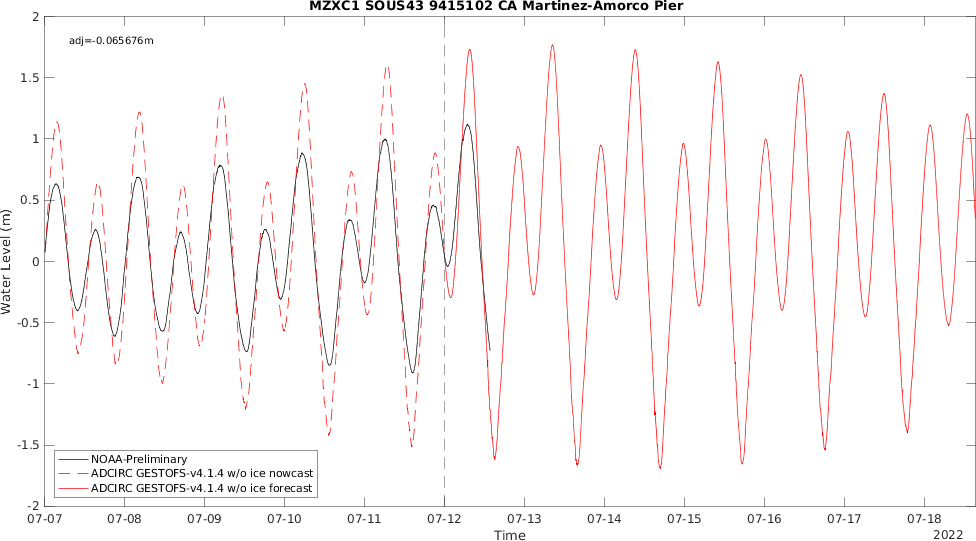 MZXC1 SOUS43 9415102 CA Martinez-Amorco Pier
adj=-0.065676m
2
1.5
1
0.5
0
-0.5
-1
-1.5
-2
Water Level (m)
NOAA-Preliminary
ADCIRC GESTOFS-v4.1.4 w/o ice nowcast
ADCIRC GESTOFS-v4.1.4 w/o ice forecast
07-07 07-08 07-09 07-10 07-11 07-12 07-13 07-14 07-15 07-16 07-17 07-18
Time
2022